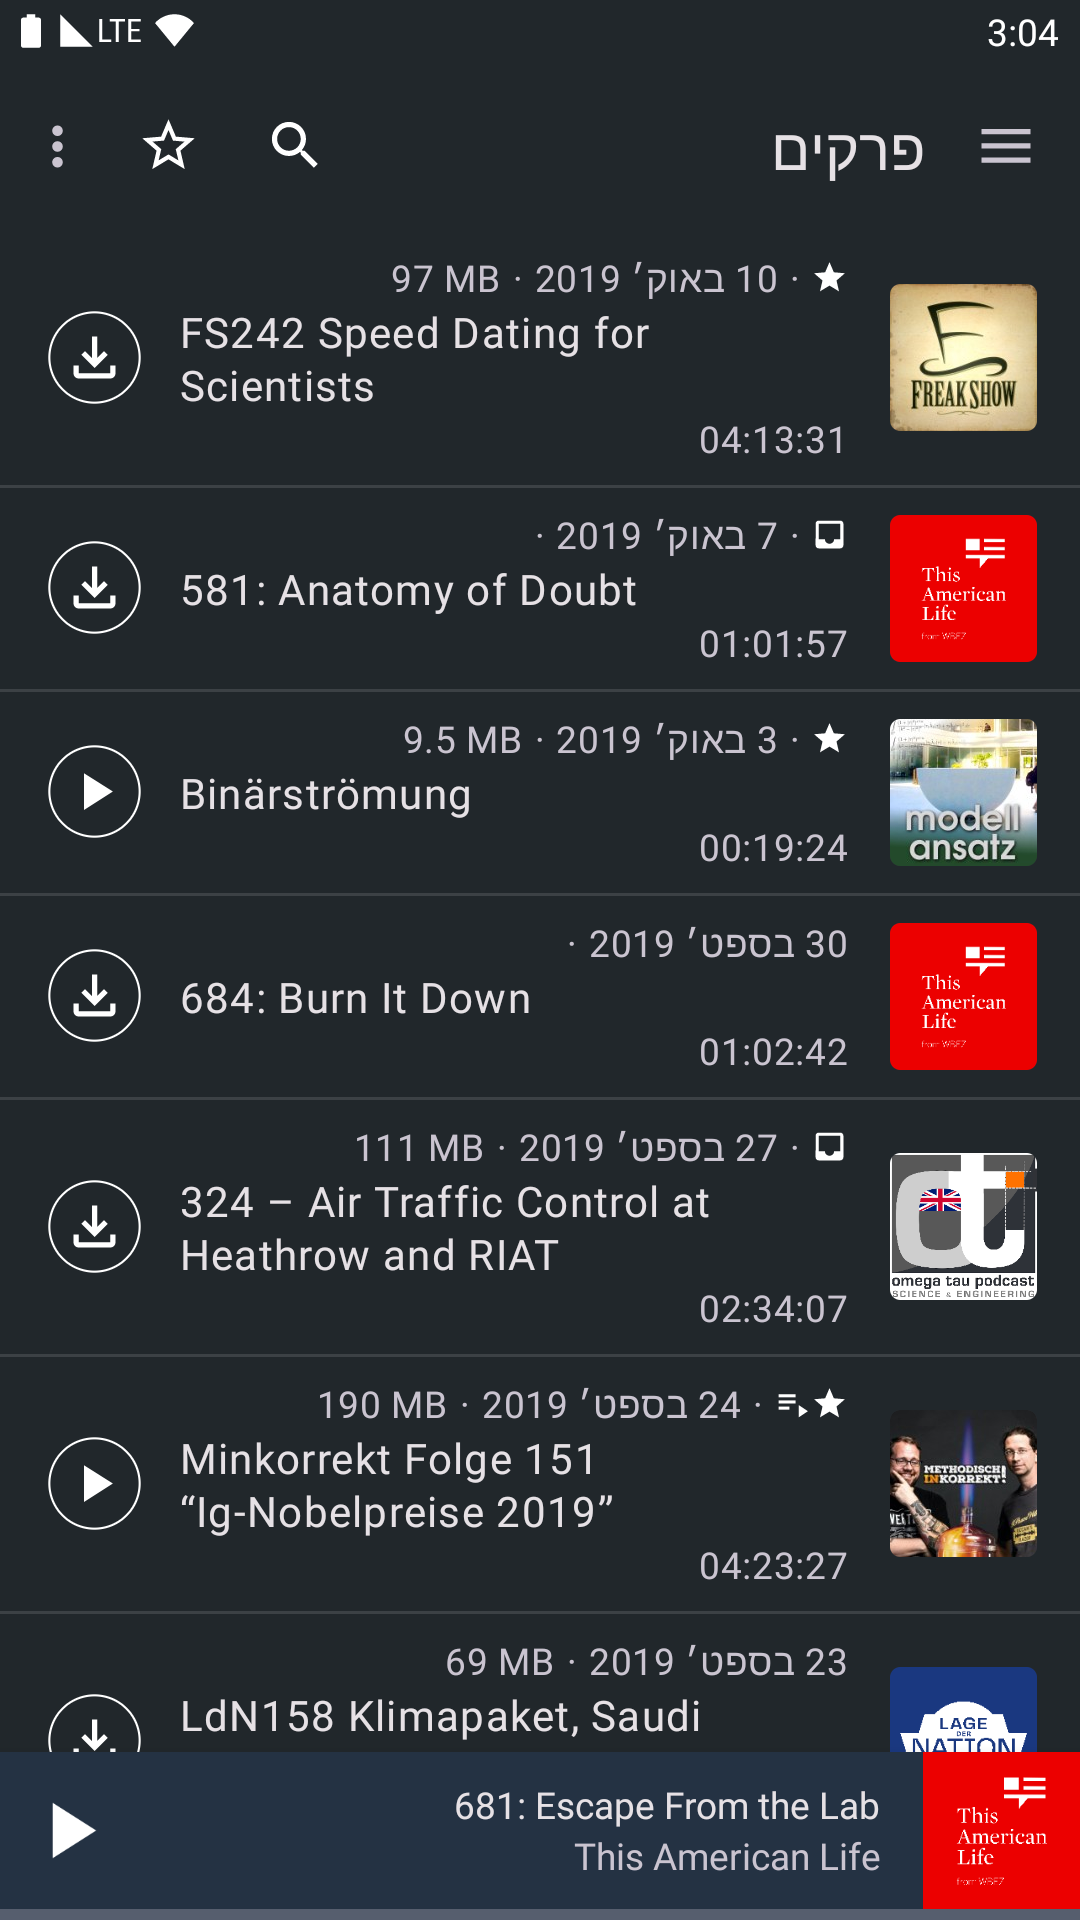 LTE
3:04
פרקים
10 באוק׳ 2019 · 97 MB
FS242 Speed Dating for
Scientists
04:13:31
FREAK SHOW
7 באוק׳ 2019 ·
581: Anatomy of Doubt
01:01:57
This
American
Life
from WBEZ
3 באוק׳ 2019 · 9.5 MB
Binärströmung
00:19:24
modell
ansatz
30 בספט׳ 2019 ·
684: Burn It Down
01:02:42
This
American
Life
from WBEZ
27 בספט׳ 2019 · 111 MB
324 – Air Traffic Control at
Heathrow and RIAT
02:34:07
omega tau podcast
SCIENCE & ENGINEERING
24 בספט׳ 2019 · 190 MB
Minkorrekt Folge 151
“Ig-Nobelpreise 2019”
04:23:27
METHODISCH
INKORREKT!
23 בספט׳ 2019 · 69 MB
LdN158 Klimapaket, Saudi
LAGE
DER
NATION
681: Escape From the Lab
This American Life
This
American
Life
from WBEZ